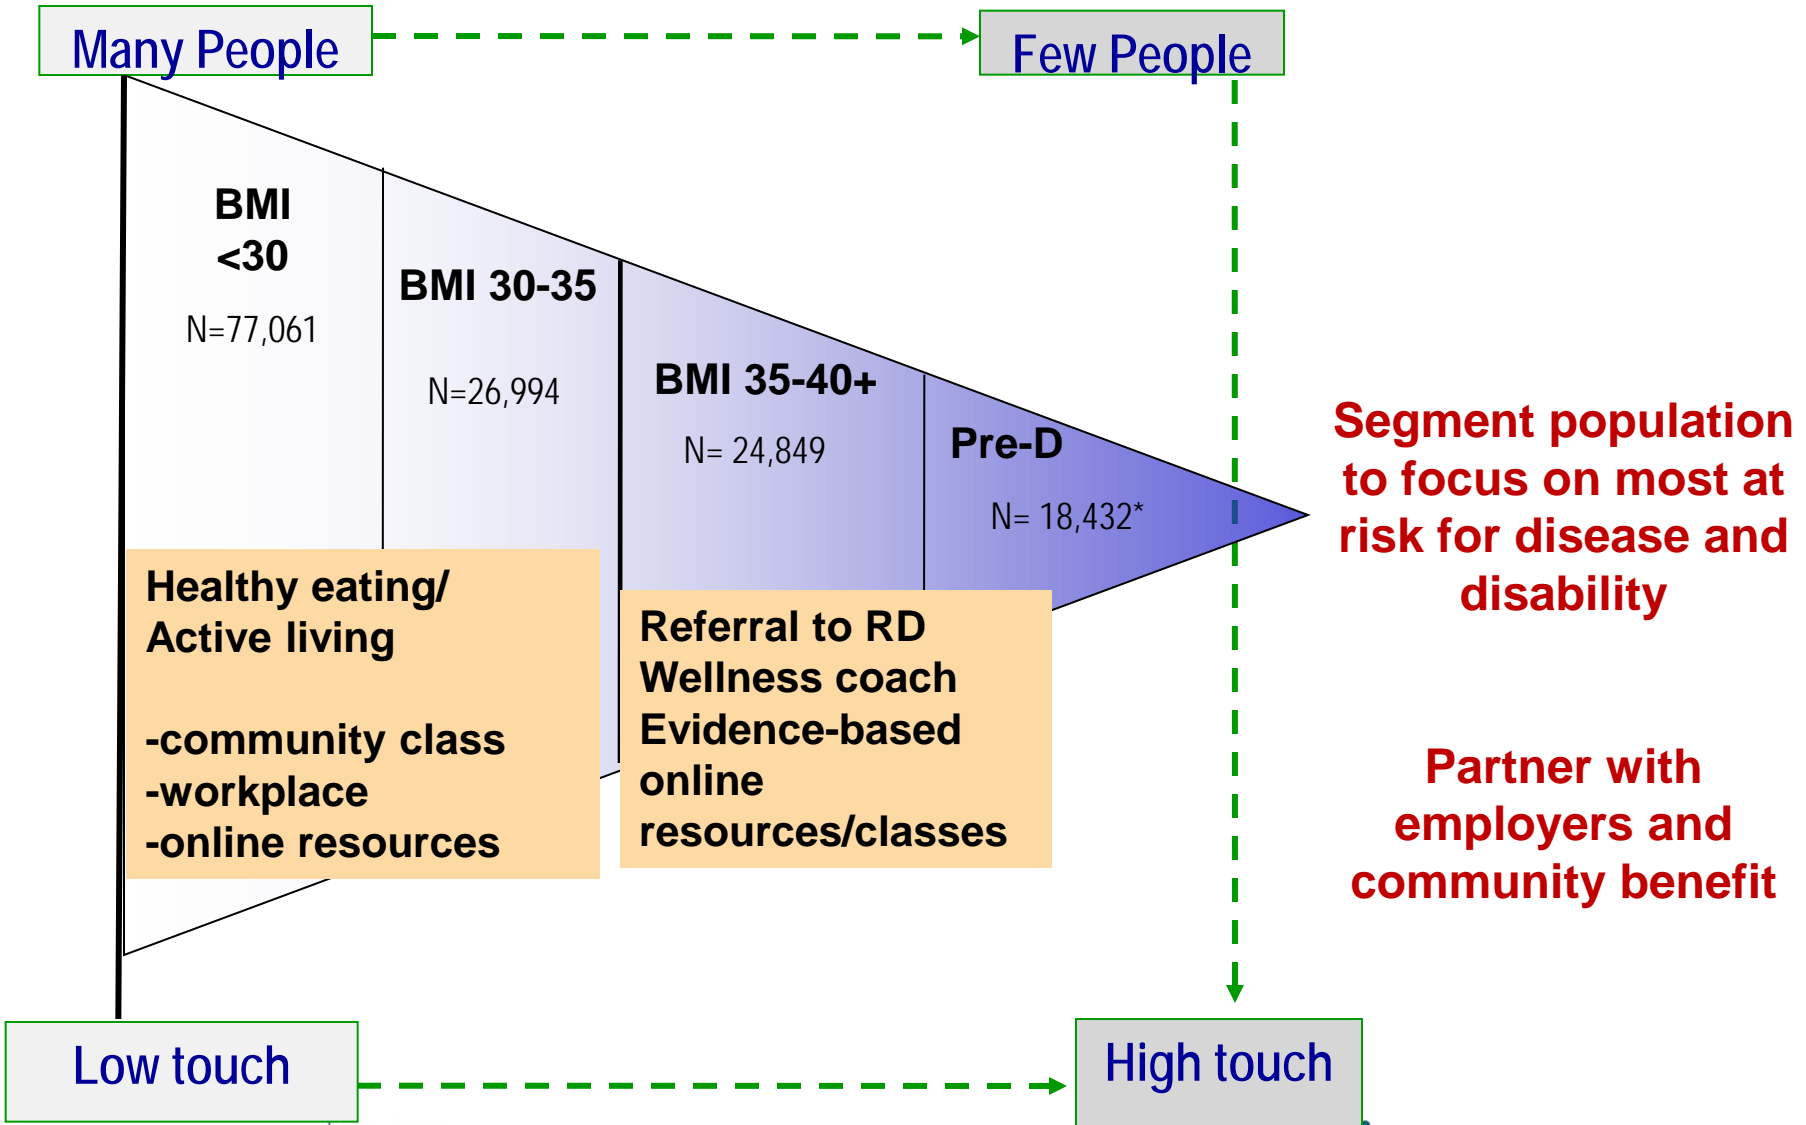 Many People
Few People
BMI
<30
N=77,061
BMI 30-35
N=26,994
BMI 35-40+
N= 24,849
Pre-D
N= 18,432*
Healthy eating/
Active living
-community class
-workplace
-online resources
Referral to RD
Wellness coach
Evidence-based
online
resources/classes
Segment population
to focus on most at
risk for disease and
disability
Partner with
employers and
community benefit
Low touch
High touch